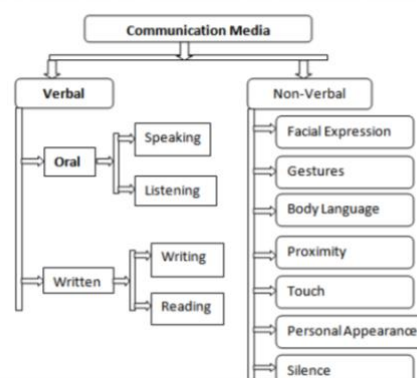 Communication Media
Verbal
Non-Verbal
Oral
Speaking
Listening
Written
Writing
Reading
Facial Expression
Gestures
Body Language
Proximity
Touch
Personal Appearance
Silence